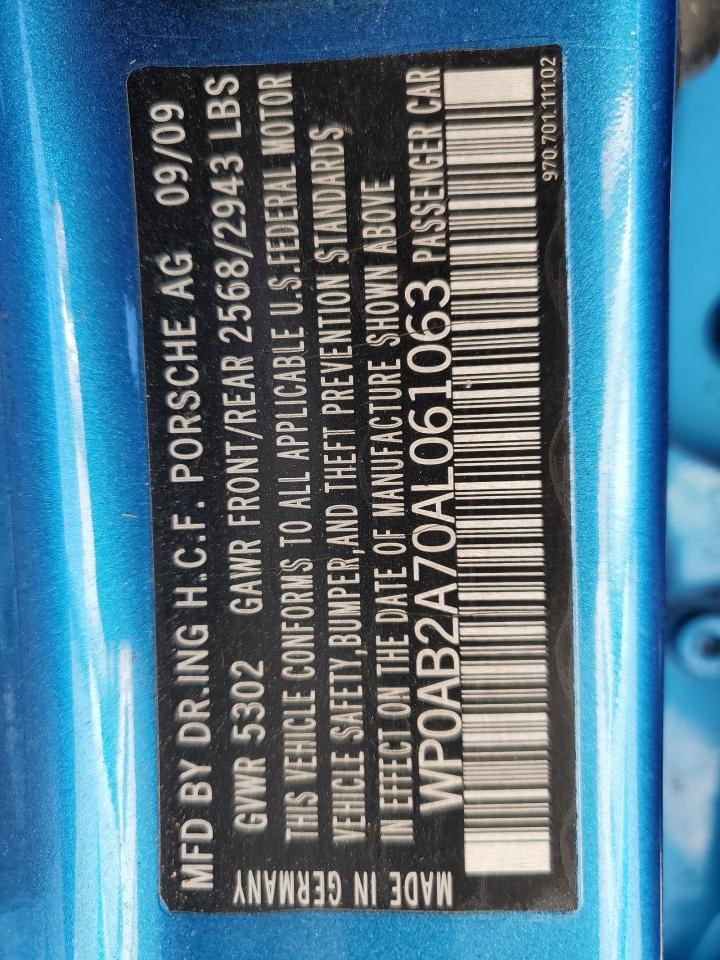 MFD BY DR.ING H.C.F. PORSCHE AG 09/09
GVWR 5302 GAWR FRONT/REAR 2568/2943 LBS
THIS VEHICLE CONFORMS TO ALL APPLICABLE U.S.FEDERAL MOTOR
VEHICLE SAFETY,BUMPER,AND THEFT PREVENTION STANDARDS
IN EFFECT ON THE DATE OF MANUFACTURE SHOWN ABOVE
WP0AB2A70AL061063 PASSENGER CAR
MADE IN GERMANY
970.701.111.02